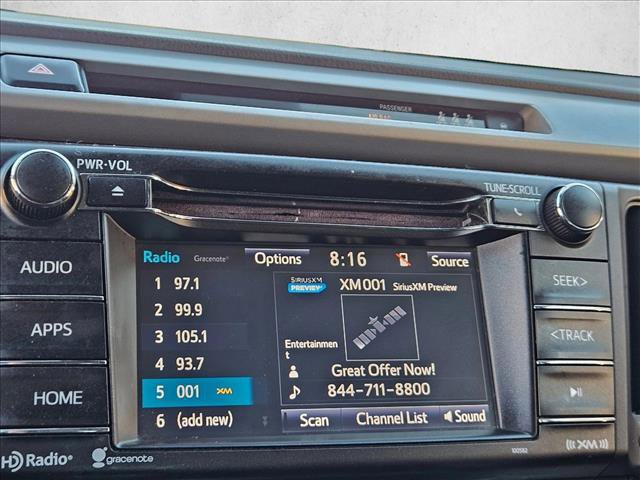 PASSENGER
PWR·VOL
TUNE·SCROLL
AUDIO
APPS
HOME
HD Radio®
gracenote®
Radio Gracenote® Options 8:16 Source
1 97.1
2 99.9
3 105.1
4 93.7
5 001 XM
6 (add new)
SIRIUSXM
PREVIEW
XM001 SiriusXM Preview
Entertainmen
t
Great Offer Now!
844-711-8800
Scan Channel List Sound
SEEK>
<TRACK
100582
((XM))